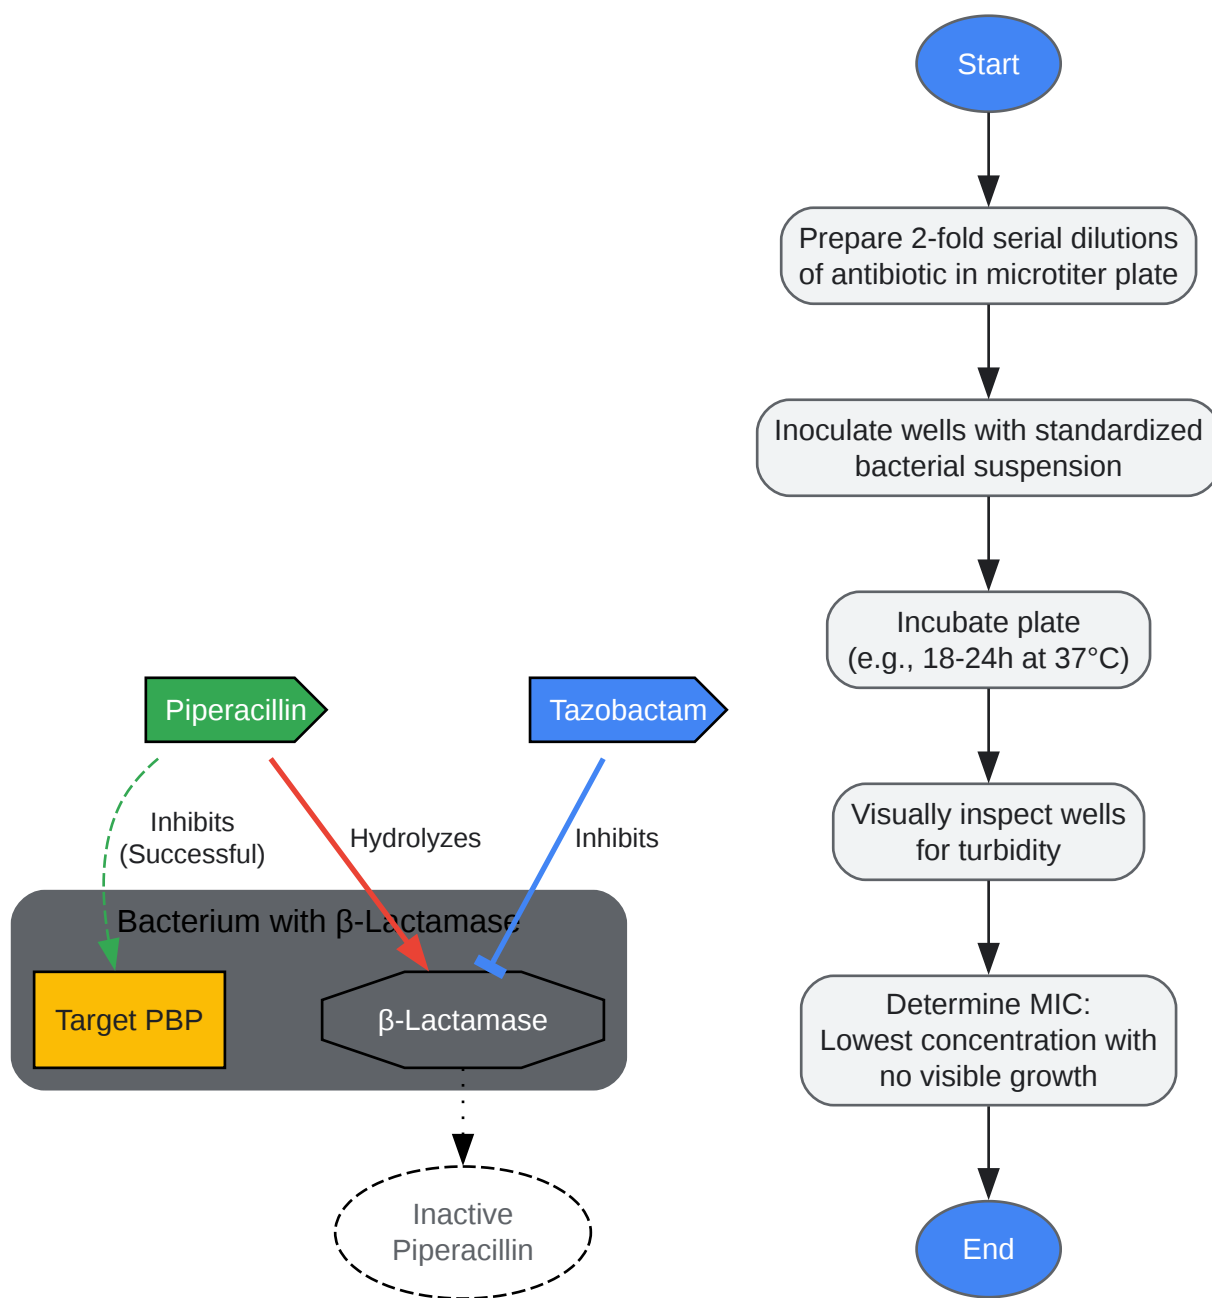 Start
Prepare 2-fold serial dilutions
of antibiotic in microtiter plate
Inoculate wells with standardized
bacterial suspension
Incubate plate
(e.g., 18-24h at 37°C)
Visually inspect wells
for turbidity
Determine MIC:
Lowest concentration with
no visible growth
End
Piperacillin
Tazobactam
Inhibits
(Successful)
Hydrolyzes
Inhibits
Bacterium with β-Lactamase
Target PBP
β-Lactamase
Inactive
Piperacillin